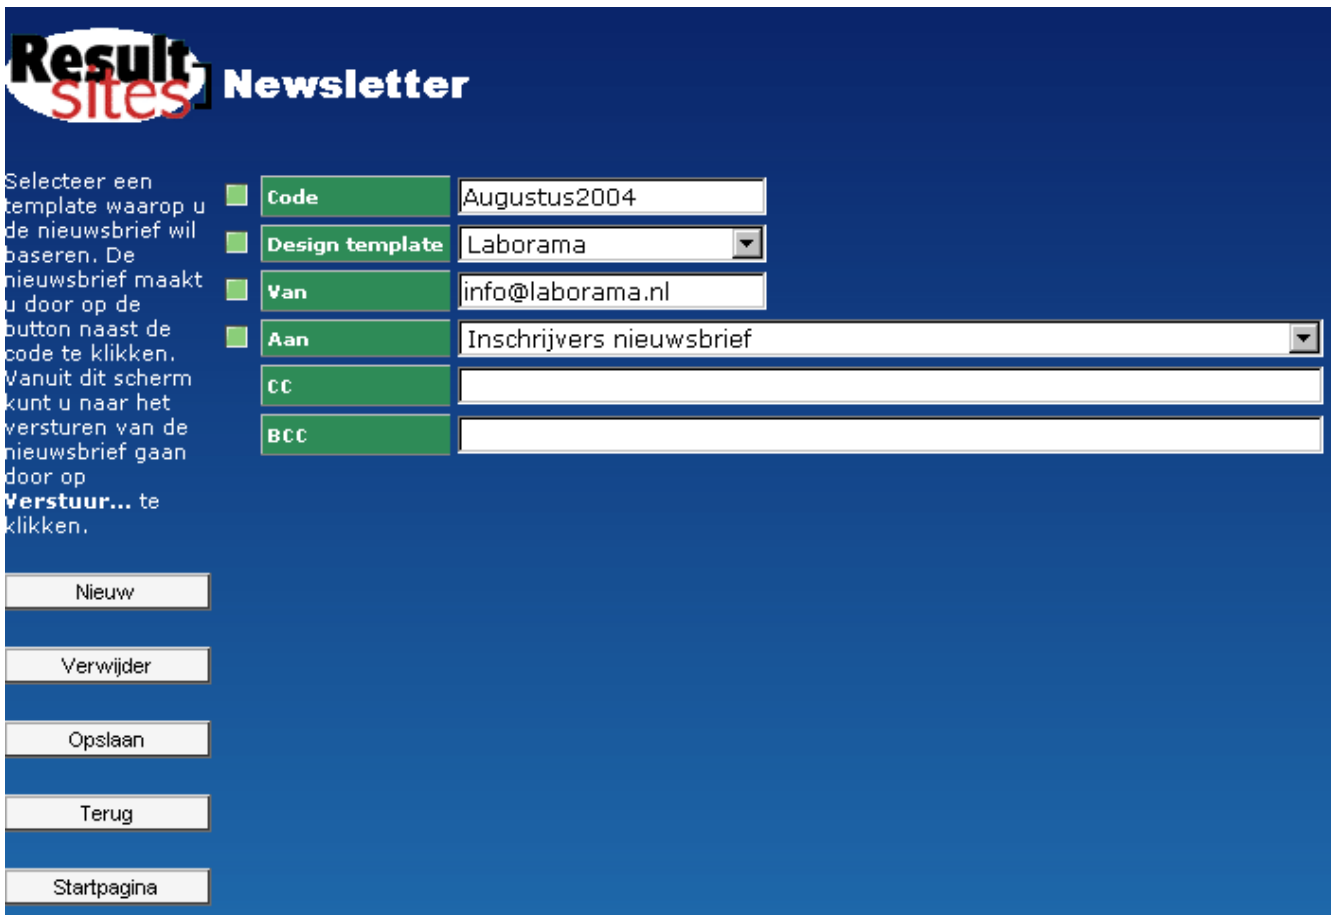 Result
sites]
Newsletter
Selecteer een
template waarop u
de nieuwsbrief wil
baseren. De
nieuwsbrief maakt
u door op de
button naast de
code te klikken.
Vanuit dit scherm
kunt u naar het
versturen van de
nieuwsbrief gaan
door op
Verstuur... te
klikken.
Code Augustus2004
Design template Laborama
Van info@laborama.nl
Aan Inschrijvers nieuwsbrief
CC
BCC
Nieuw
Verwijder
Opslaan
Terug
Startpagina